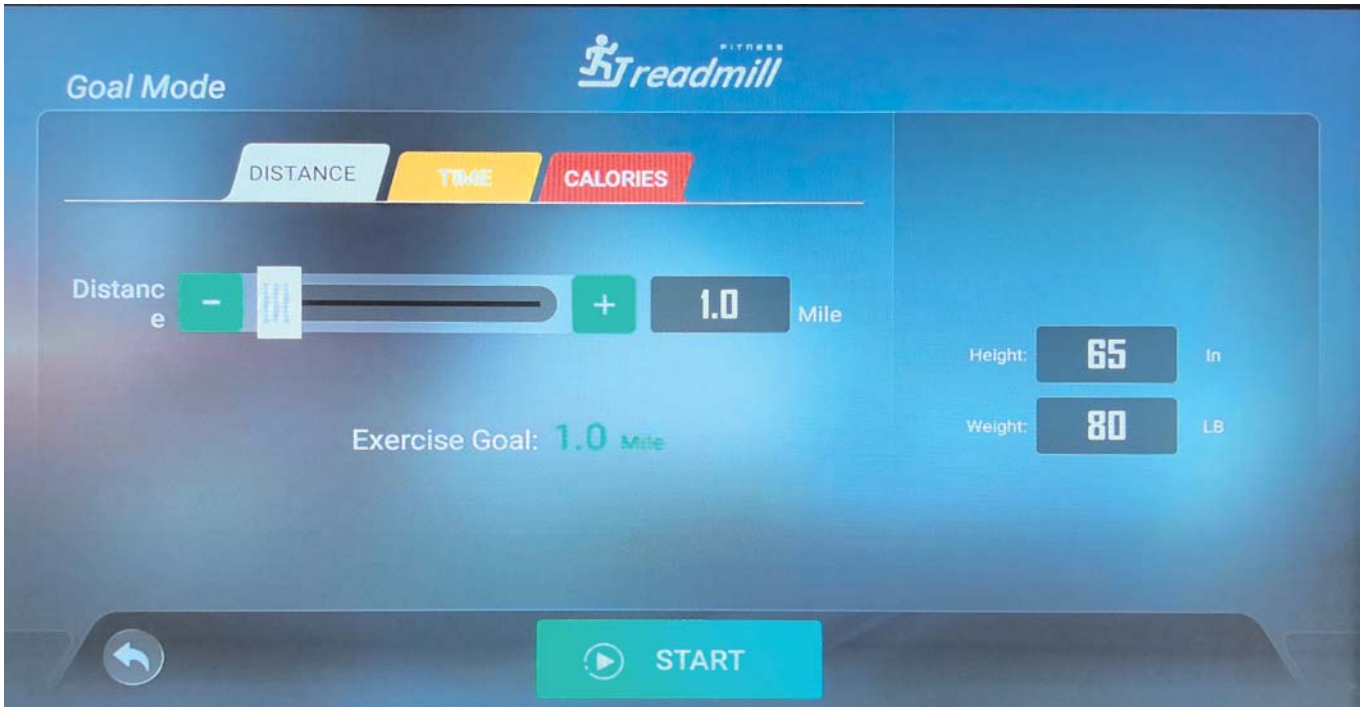 FITNESS
Treadmill
Goal Mode
DISTANCE TIME CALORIES
Distanc
e
- + 1.0 Mile
Height: 65 In
Exercise Goal: 1.0 Mile
Weight: 80 LB
START